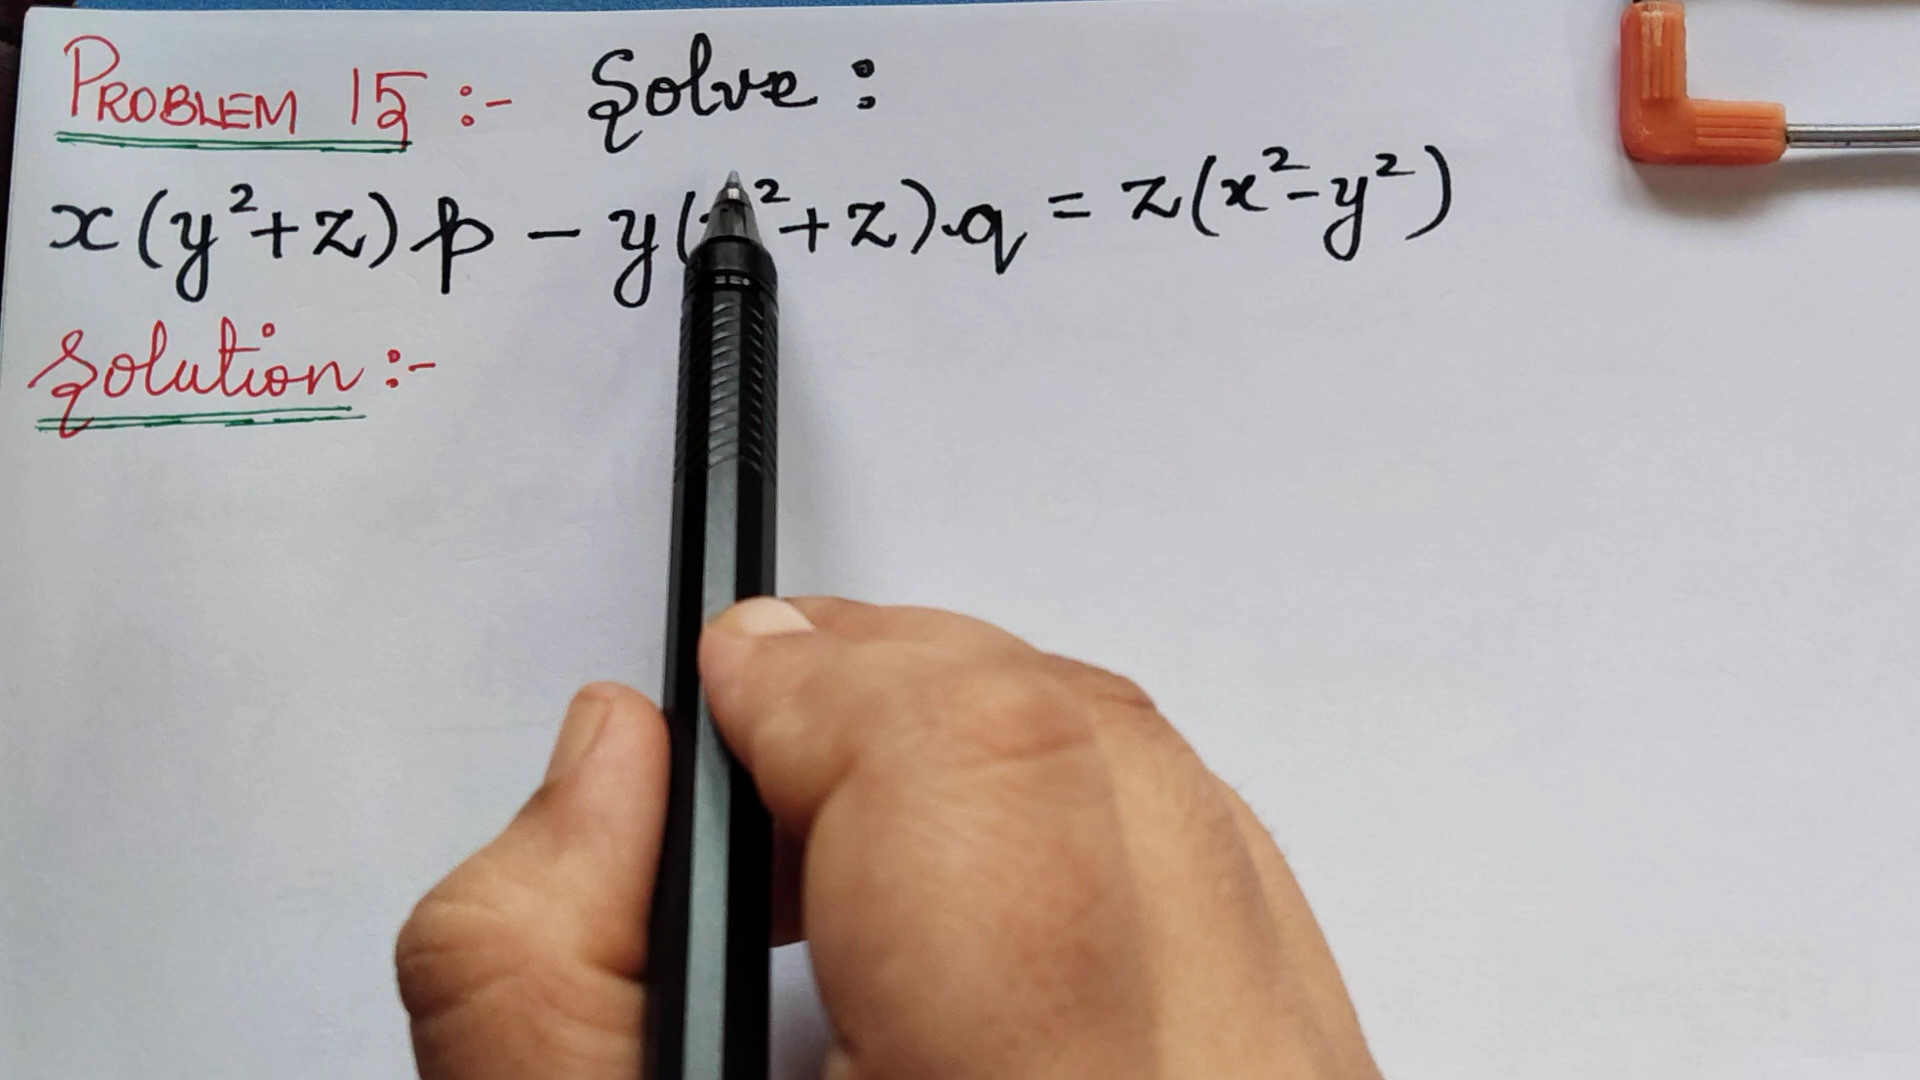 PROBLEM 15 :- Solve :
x(y²+z)p - y( ²+z).q = z(x²-y²)
Solution :-